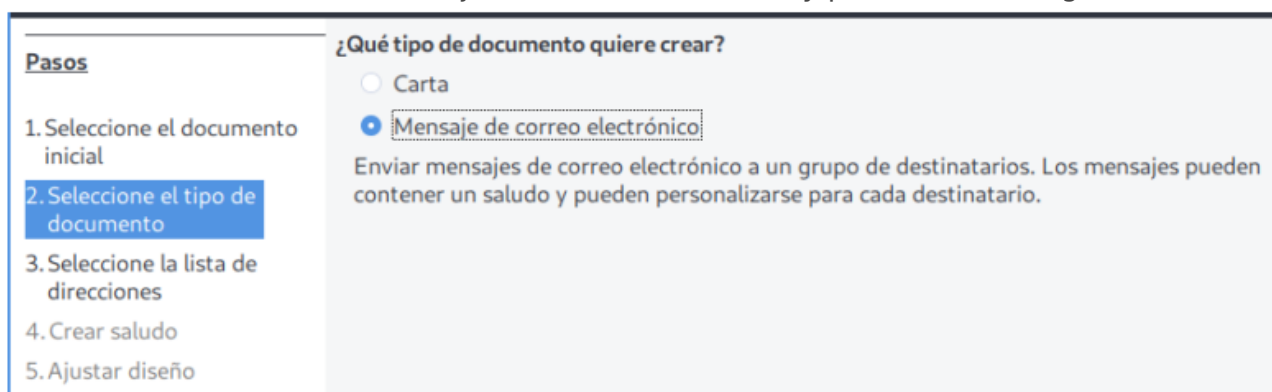 Pasos
1. Seleccione el documento
inicial
2. Seleccione el tipo de
documento
3. Seleccione la lista de
direcciones
4. Crear saludo
5. Ajustar diseño
¿Qué tipo de documento quiere crear?
Carta
Mensaje de correo electrónico
Enviar mensajes de correo electrónico a un grupo de destinatarios. Los mensajes pueden
contener un saludo y pueden personalizarse para cada destinatario.